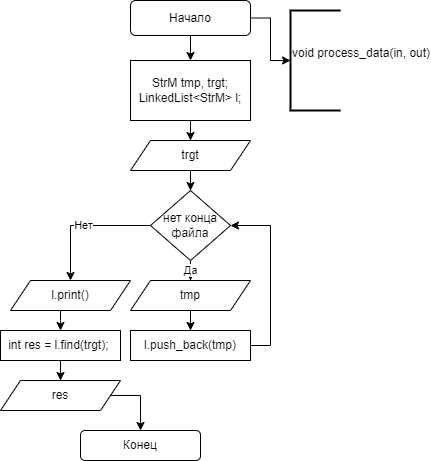 Начало
void process_data(in, out)
StrM tmp, trgt;
LinkedList<StrM> l;
trgt
нет конца
файла
Нет
Да
l.print()
tmp
int res = l.find(trgt);
l.push_back(tmp)
res
Конец